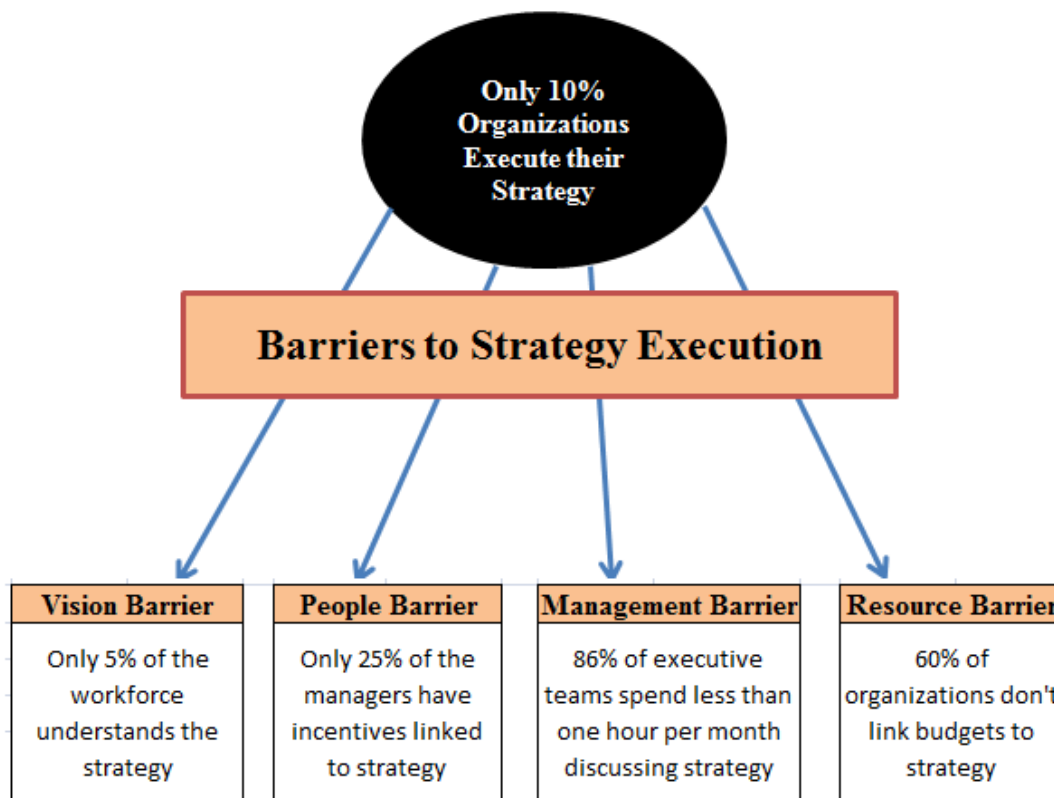 Only 10%
Organizations
Execute their
Strategy
Barriers to Strategy Execution
Vision Barrier
Only 5% of the
workforce
understands the
strategy
People Barrier
Only 25% of the
managers have
incentives linked
to strategy
Management Barrier
86% of executive
teams spend less than
one hour per month
discussing strategy
Resource Barrier
60% of
organizations don't
link budgets to
strategy